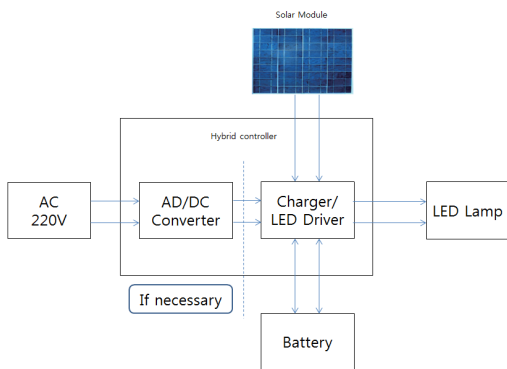 Solar Module
Hybrid controller
AC
220V
AD/DC
Converter
Charger/
LED Driver
LED Lamp
If necessary
Battery